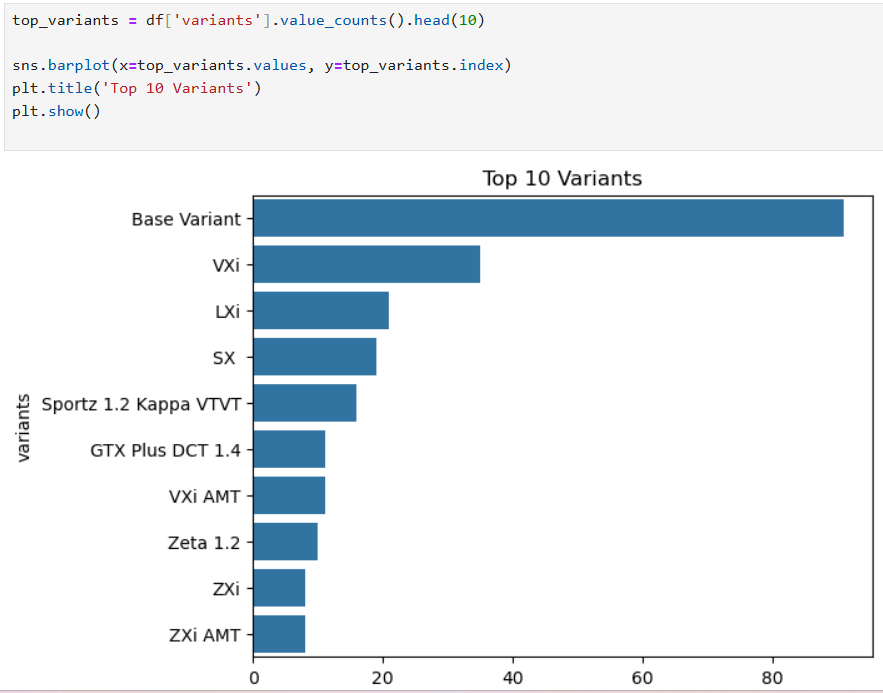 top_variants = df['variants'].value_counts().head(10)
sns.barplot(x=top_variants.values, y=top_variants.index)
plt.title('Top 10 Variants')
plt.show()
Top 10 Variants
Base Variant
VXi
LXi
SX
Sportz 1.2 Kappa VTVT
GTX Plus DCT 1.4
VXi AMT
Zeta 1.2
ZXi
ZXi AMT
variants
0 20 40 60 80